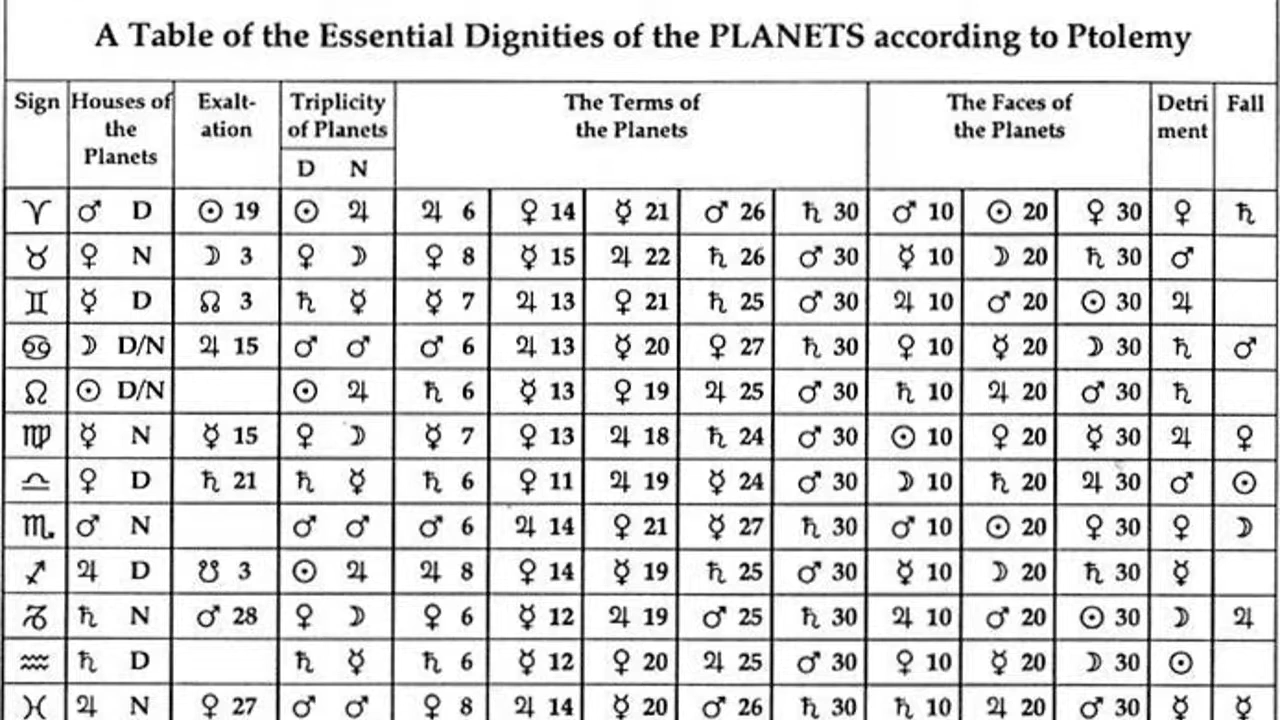 A Table of the Essential Dignities of the PLANETS according to Ptolemy
Sign Houses of the Planets Exalt-ation Triplicity of Planets The Terms of the Planets The Faces of the Planets Detri ment Fall
D N
♈ ♂ D ☉ 19 ☉ ♃ ♃ 6 ♀ 14 ☿ 21 ♂ 26 ♄ 30 ♂ 10 ☉ 20 ♀ 30 ♀ ♄
♉ ♀ N ☽ 3 ♀ ☽ ♀ 8 ☿ 15 ♃ 22 ♄ 26 ♂ 30 ☿ 10 ☽ 20 ♄ 30 ♂
♊ ☿ D ☊ 3 ♄ ☿ ☿ 7 ♃ 13 ♀ 21 ♄ 25 ♂ 30 ♃ 10 ♂ 20 ☉ 30 ♃
♋ ☽ D/N ♃ 15 ♂ ♂ ♂ 6 ♃ 13 ☿ 20 ♀ 27 ♄ 30 ♀ 10 ☿ 20 ☽ 30 ♄ ♂
♌ ☉ D/N ☉ ♃ ♄ 6 ☿ 13 ♀ 19 ♃ 25 ♂ 30 ♄ 10 ♃ 20 ♂ 30 ♄
♍ ☿ N ☿ 15 ♀ ☽ ☿ 7 ♀ 13 ♃ 18 ♄ 24 ♂ 30 ☉ 10 ♀ 20 ☿ 30 ♃ ♀
♎ ♀ D ♄ 21 ♄ ☿ ♄ 6 ♀ 11 ♃ 19 ☿ 24 ♂ 30 ☽ 10 ♄ 20 ♃ 30 ♂ ☉
♏ ♂ N ♂ ♂ ♂ 6 ♃ 14 ♀ 21 ☿ 27 ♄ 30 ♂ 10 ☉ 20 ♀ 30 ♀ ☽
♐ ♃ D ☋ 3 ☉ ♃ ♃ 8 ♀ 14 ☿ 19 ♄ 25 ♂ 30 ☿ 10 ☽ 20 ♄ 30 ☿
♑ ♄ N ♂ 28 ♀ ☽ ♀ 6 ☿ 12 ♃ 19 ♂ 25 ♄ 30 ♃ 10 ♂ 20 ☉ 30 ☽ ♃
♒ ♄ D ♄ ☿ ♄ 6 ☿ 12 ♀ 20 ♃ 25 ♂ 30 ♀ 10 ☿ 20 ☽ 30 ☉
♓ ♃ N ♀ 27 ♂ ♂ ♀ 8 ♃ 14 ☿ 20 ♂ 26 ♄ 30 ♄ 10 ♃ 20 ♂ 30 ☿ ☿